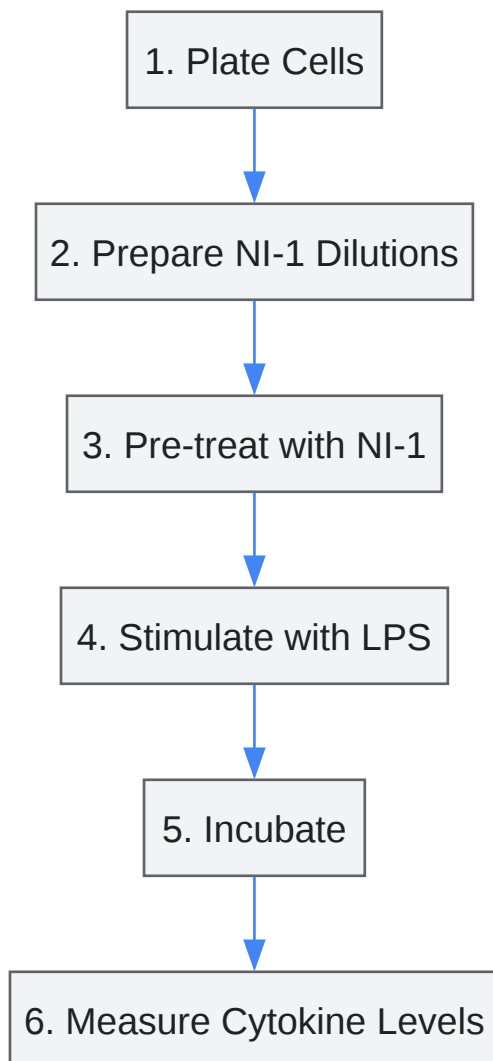 1. Plate Cells
2. Prepare NI-1 Dilutions
3. Pre-treat with NI-1
4. Stimulate with LPS
5. Incubate
6. Measure Cytokine Levels